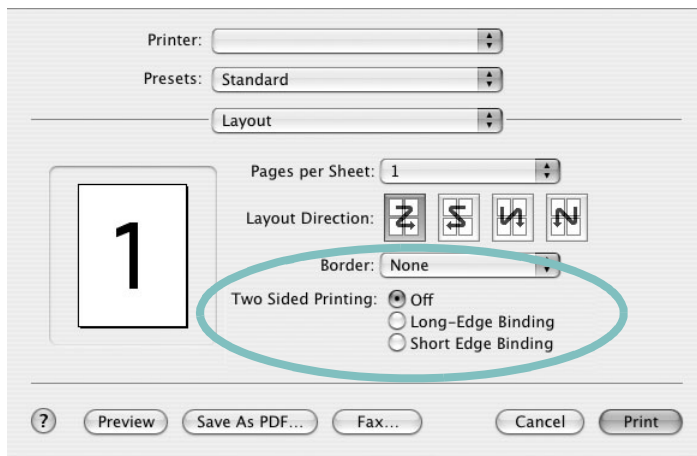 Printer:
Presets: Standard
Layout
Pages per Sheet: 1
Layout Direction:
1
Border: None
Two Sided Printing: Off
Long-Edge Binding
Short Edge Binding
? Preview Save As PDF... Fax... Cancel Print